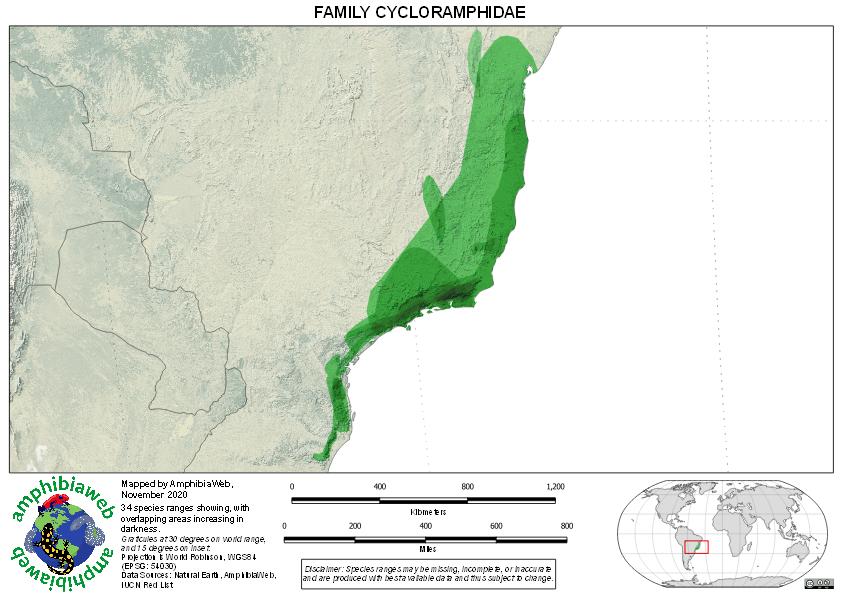 FAMILY CYCLORAMPHIDAE
amphibiaweb
amphibiaweb
Mapped by AmphibiaWeb,
November 2020
34 species ranges showing, with
overlapping areas increasing in
darkness.
Graticules at 30 degrees on world range,
and 15 degrees on inset.
Projection is World Robinson, WGS84
(EPSG: 54030)
Data Sources: Natural Earth, AmphibiaWeb,
IUCN Red List
0 400 800 1,200
Kilometers
0 200 400 600 800
Miles
Disclaimer: Species ranges may be missing, incomplete, or inaccurate
and are produced with best available data and thus subject to change.